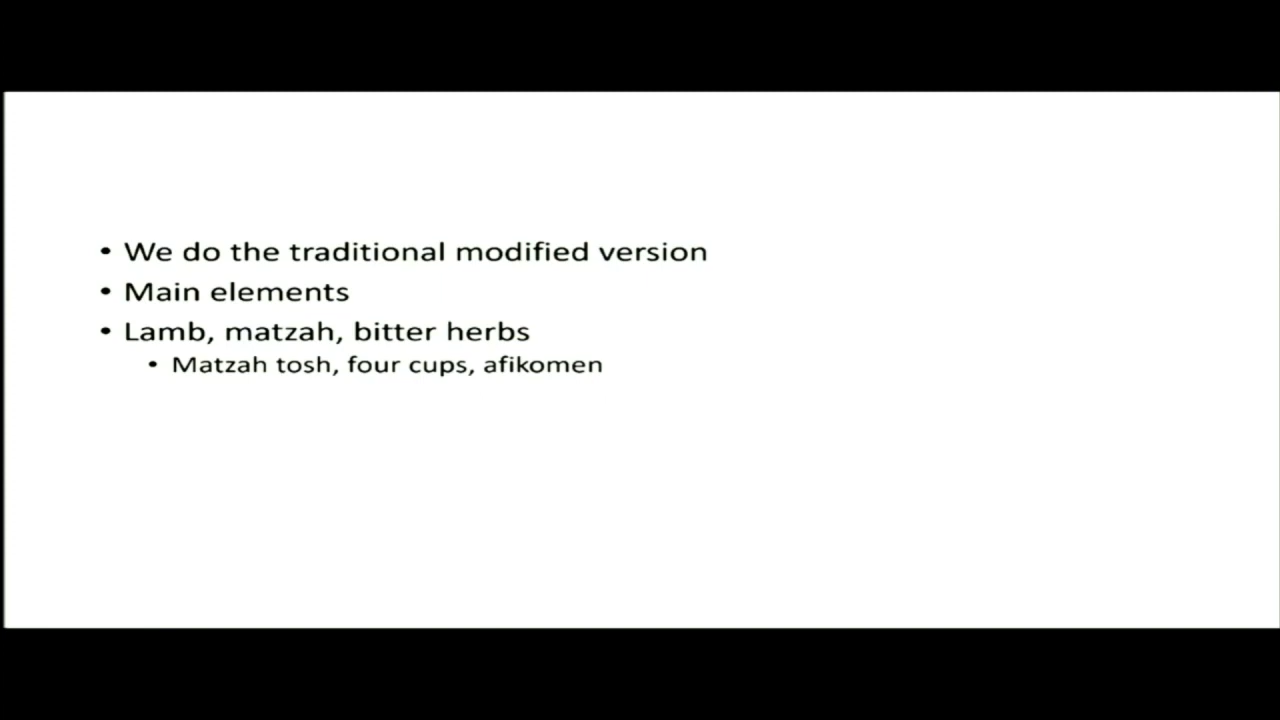 • We do the traditional modified version
• Main elements
• Lamb, matzah, bitter herbs
• Matzah tosh, four cups, afikomen